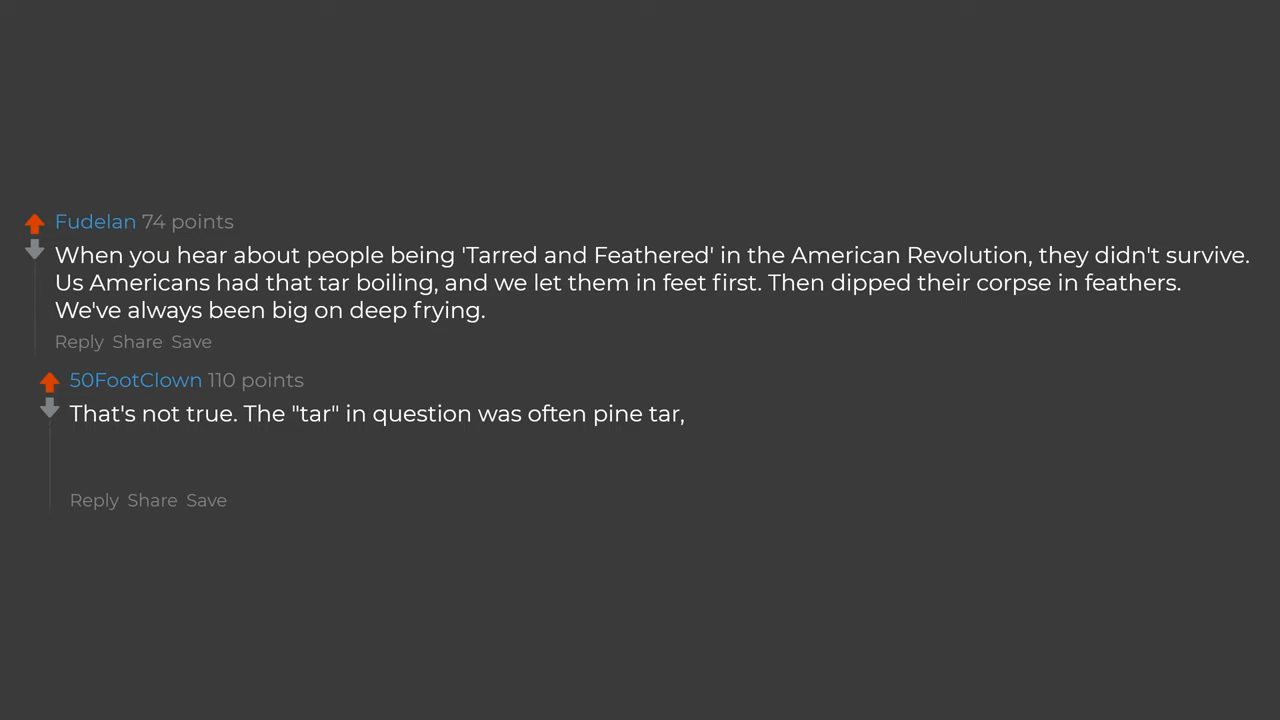 Fudelan 74 points
When you hear about people being 'Tarred and Feathered' in the American Revolution, they didn't survive.
Us Americans had that tar boiling, and we let them in feet first. Then dipped their corpse in feathers.
We've always been big on deep frying.
Reply Share Save
50FootClown 110 points
That's not true. The "tar" in question was often pine tar,
Reply Share Save